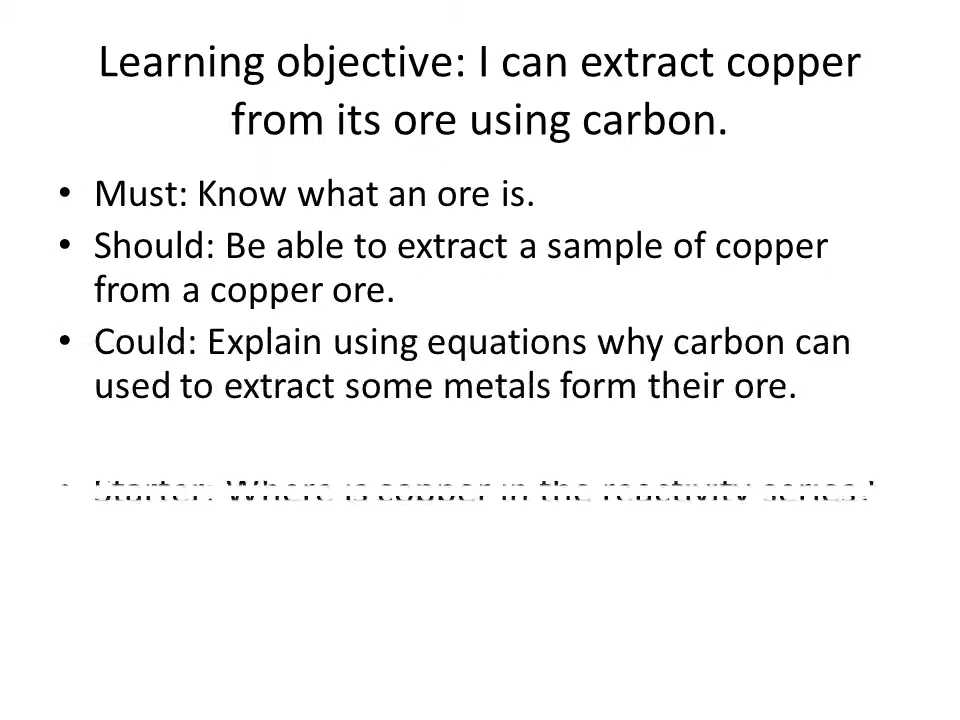 Learning objective: I can extract copper
from its ore using carbon.
• Must: Know what an ore is.
• Should: Be able to extract a sample of copper
from a copper ore.
• Could: Explain using equations why carbon can
used to extract some metals form their ore.
• Starter: Where is copper in the reactivity series?